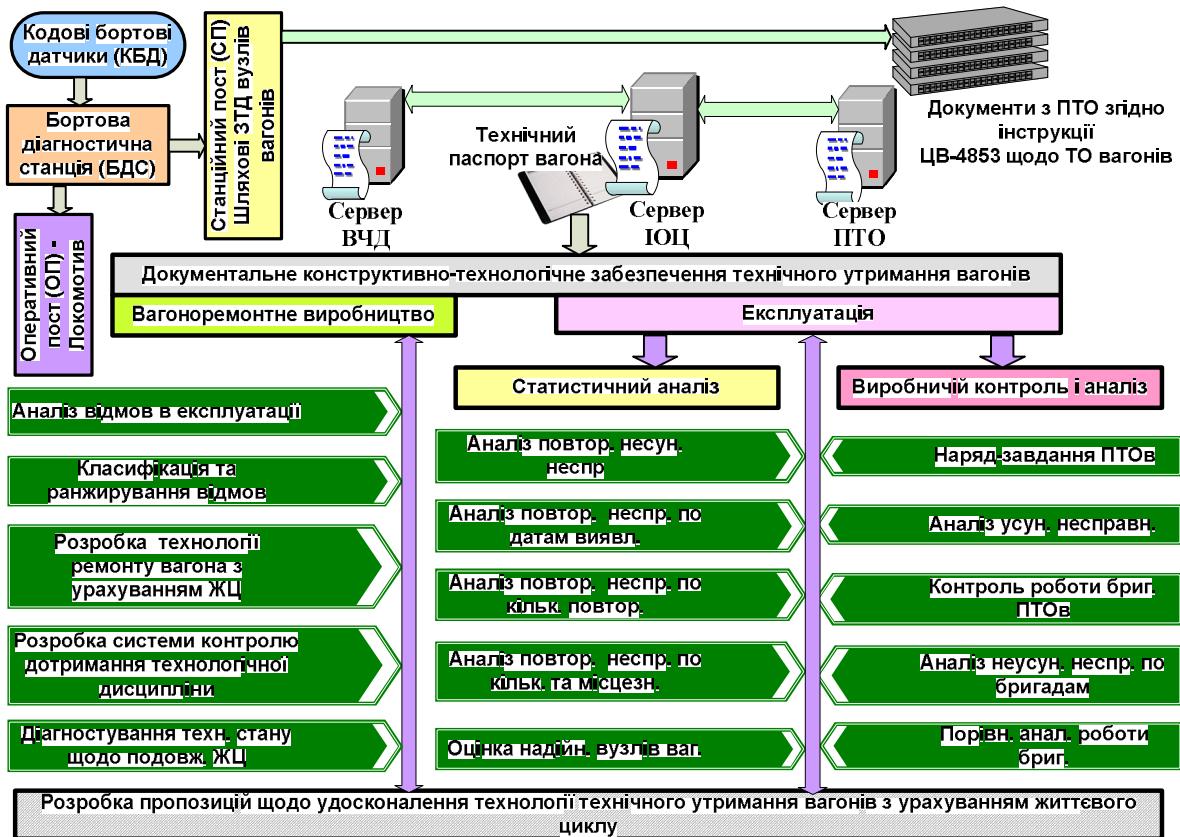 Кодові бортові
датчики (КБД)
Бортова
діагностична
станція (БДС)
Оперативний
пост (ОП) -
Локомотив
Станційний пост (СП)
Шляхові ЗТД вузлів
вагонів
Технічний
паспорт вагона
Сервер
ВЧД
Сервер
ІОЦ
Сервер
ПТО
Документи з ПТО згідно
інструкції
ЦВ-4853 щодо ТО вагонів
Документальне конструктивно-технологічне забезпечення технічного утримання вагонів
Вагоноремонтне виробництво
Експлуатація
Статистичний аналіз
Виробничій контроль і аналіз
Аналіз відмов в експлуатації
Класифікація та
ранжирування відмов
Розробка технології
ремонту вагона з
урахуванням ЖЦ
Розробка системи контролю
дотримання технологічної
дисципліни
Діагностування техн. стану
щодо подовж. ЖЦ
Аналіз повтор. несун.
неспр
Аналіз повтор. неспр. по
датам виявл.
Аналіз повтор. неспр. по
кільк. повтор.
Аналіз повтор. неспр. по
кільк. та місцезн.
Оцінка надійн. вузлів ваг.
Наряд-завдання ПТОв
Аналіз усун. несправн.
Контроль роботи бриг.
ПТОв
Аналіз неусун. неспр. по
бригадам
Порівн. анал. роботи
бриг.
Розробка пропозицій щодо удосконалення технології технічного утримання вагонів з урахуванням життєвого
циклу